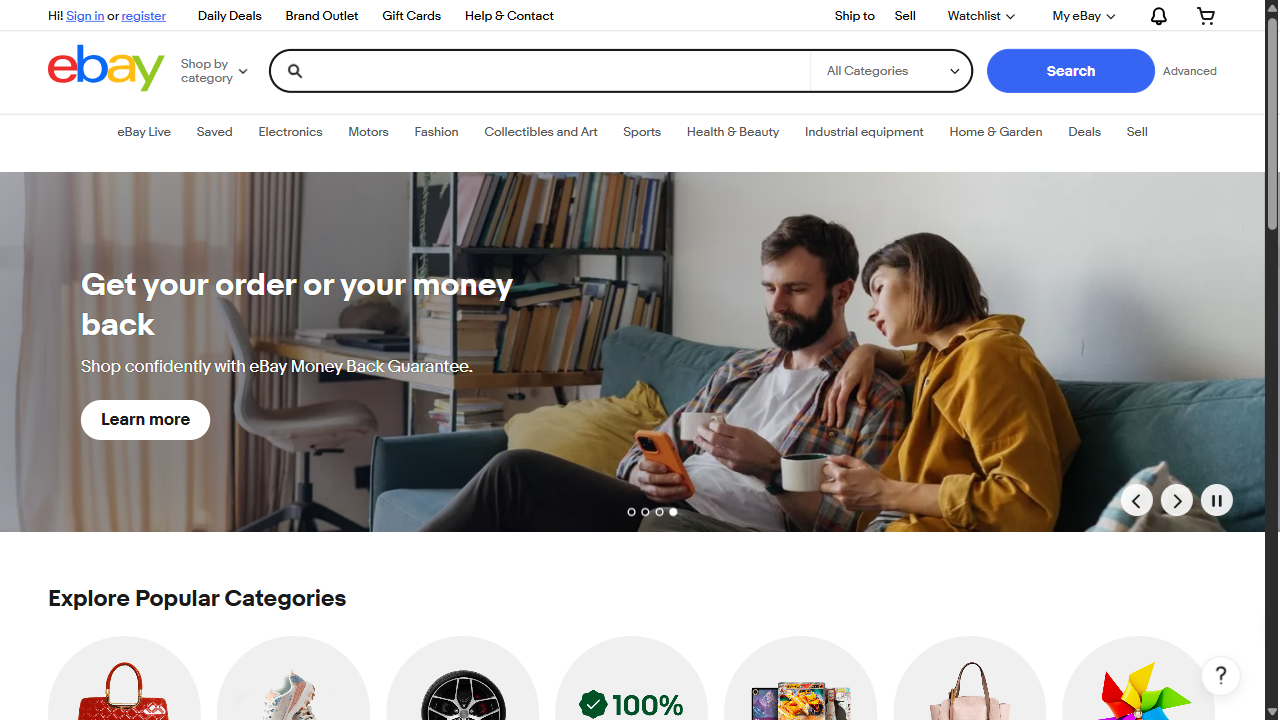 Hi! Sign in or register Daily Deals Brand Outlet Gift Cards Help & Contact Ship to Sell Watchlist My eBay
ebay Shop by category All Categories Search Advanced
eBay Live Saved Electronics Motors Fashion Collectibles and Art Sports Health & Beauty Industrial equipment Home & Garden Deals Sell
Get your order or your money
back
Shop confidently with eBay Money Back Guarantee.
Learn more
Explore Popular Categories
100%
?